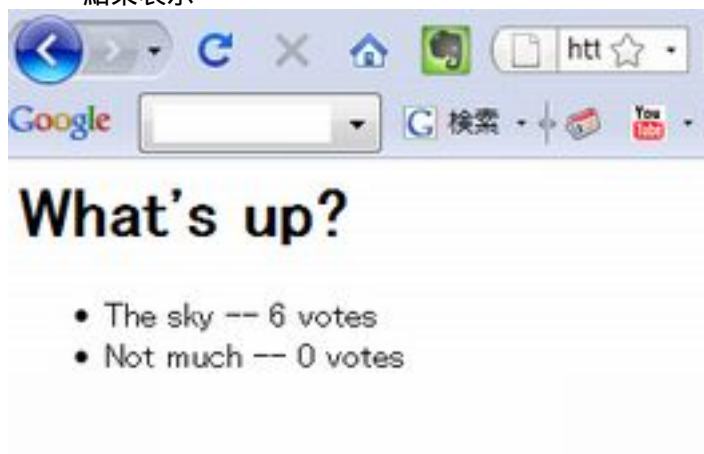 結果表示
htt
Google G 検索 You Tube
What's up?
• The sky -- 6 votes
• Not much -- 0 votes